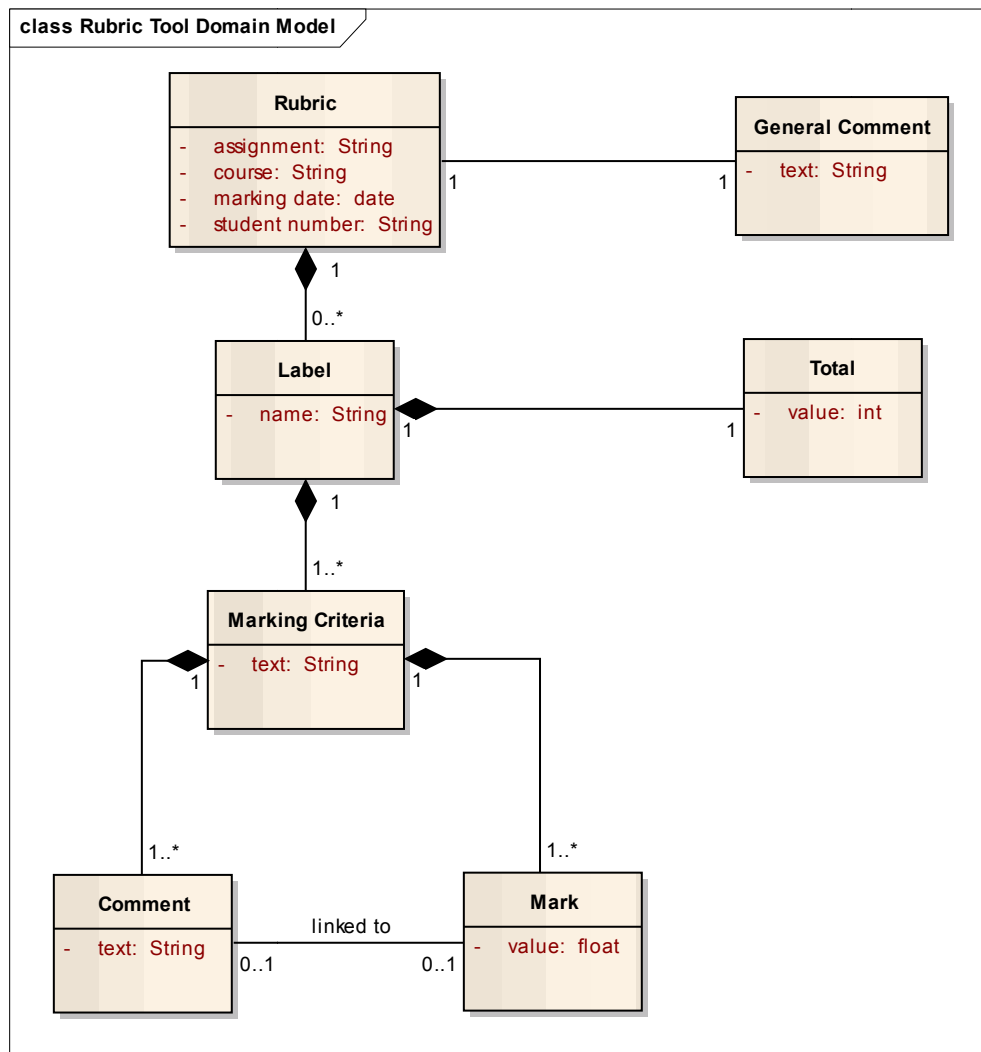 class Rubric Tool Domain Model
Rubric
- assignment: String
- course: String
- marking date: date
- student number: String
General Comment
- text: String
1
1
1
0..*
Label
- name: String
Total
- value: int
1
1
1
1..*
Marking Criteria
- text: String
1
1
1..*
1..*
Comment
- text: String
linked to
0..1
0..1
Mark
- value: float